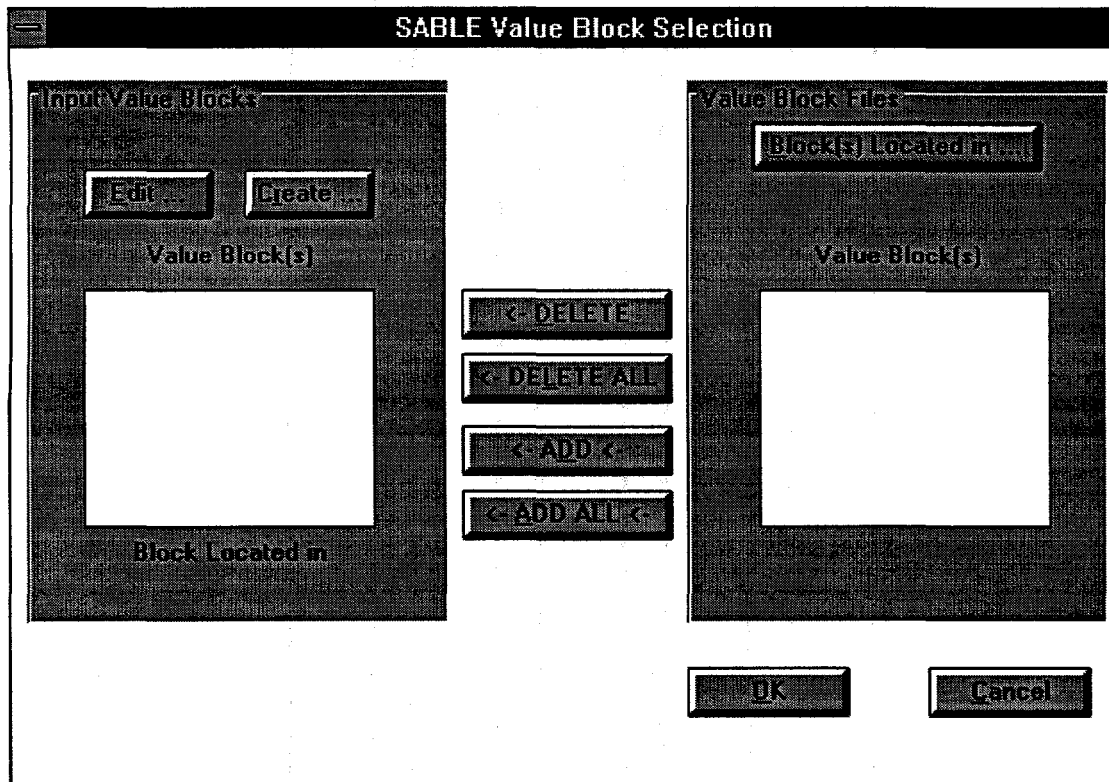 SABLE Value Block Selection
Input Value Blocks
Edit ...
Create ...
Value Block(s)
Block Located in
<- DELETE
<- DELETE ALL
<- ADD <-
<- ADD ALL <-
Value Block Files
Block(s) Located in ...
Value Block(s)
OK
Cancel